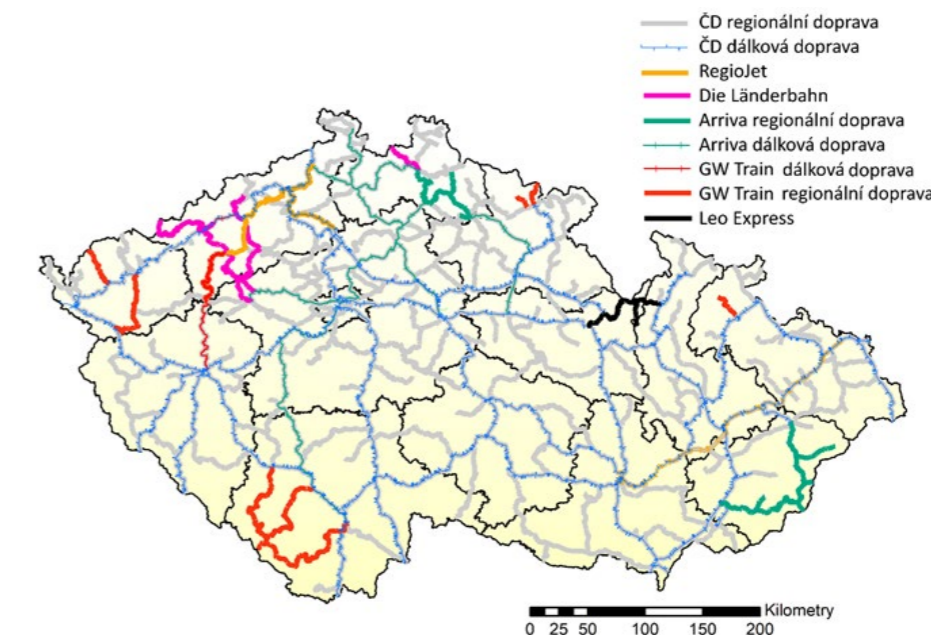 ČD regionální doprava
ČD dálková doprava
RegioJet
Die Länderbahn
Arriva regionální doprava
Arriva dálková doprava
GW Train dálková doprava
GW Train regionální doprava
Leo Express
Kilometry
0 25 50 100 150 200